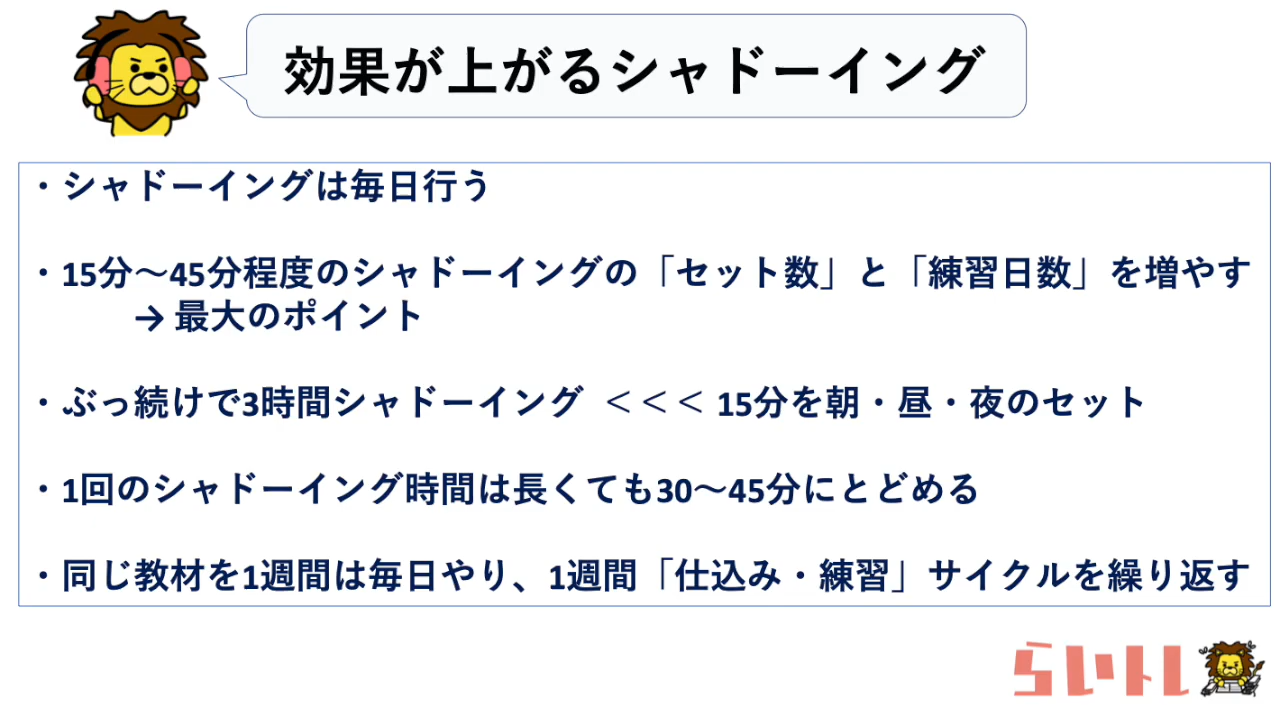 効果が上がるシャドーイング
・シャドーイングは毎日行う
・15分～45分程度のシャドーイングの「セット数」と「練習日数」を増やす
→ 最大のポイント
・ぶっ続けで3時間シャドーイング ＜＜＜ 15分を朝・昼・夜のセット
・1回のシャドーイング時間は長くても30～45分にとどめる
・同じ教材を1週間は毎日やり、1週間「仕込み・練習」サイクルを繰り返す
らいトレ